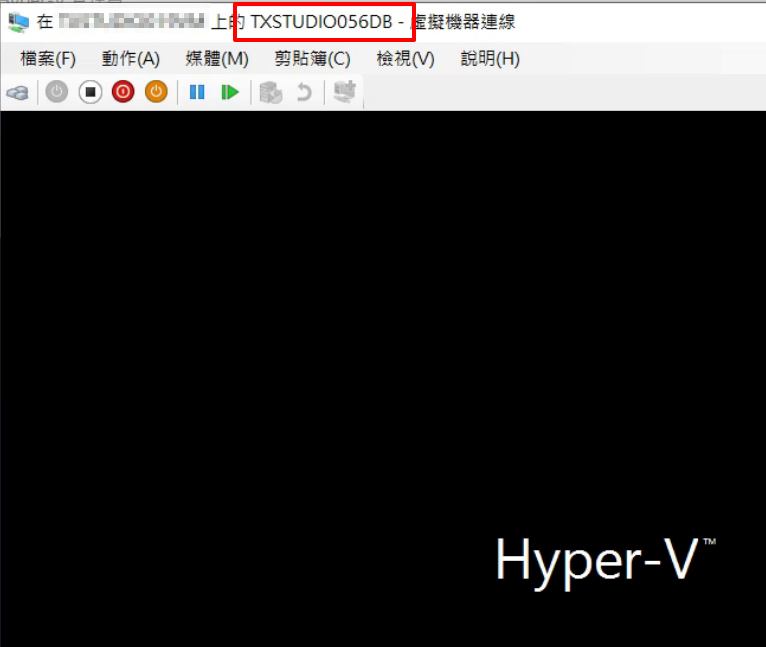 在 上的 TXSTUDIO056DB - 虛擬機器連線
檔案(F) 動作(A) 媒體(M) 剪貼簿(C) 檢視(V) 說明(H)
Hyper-V™